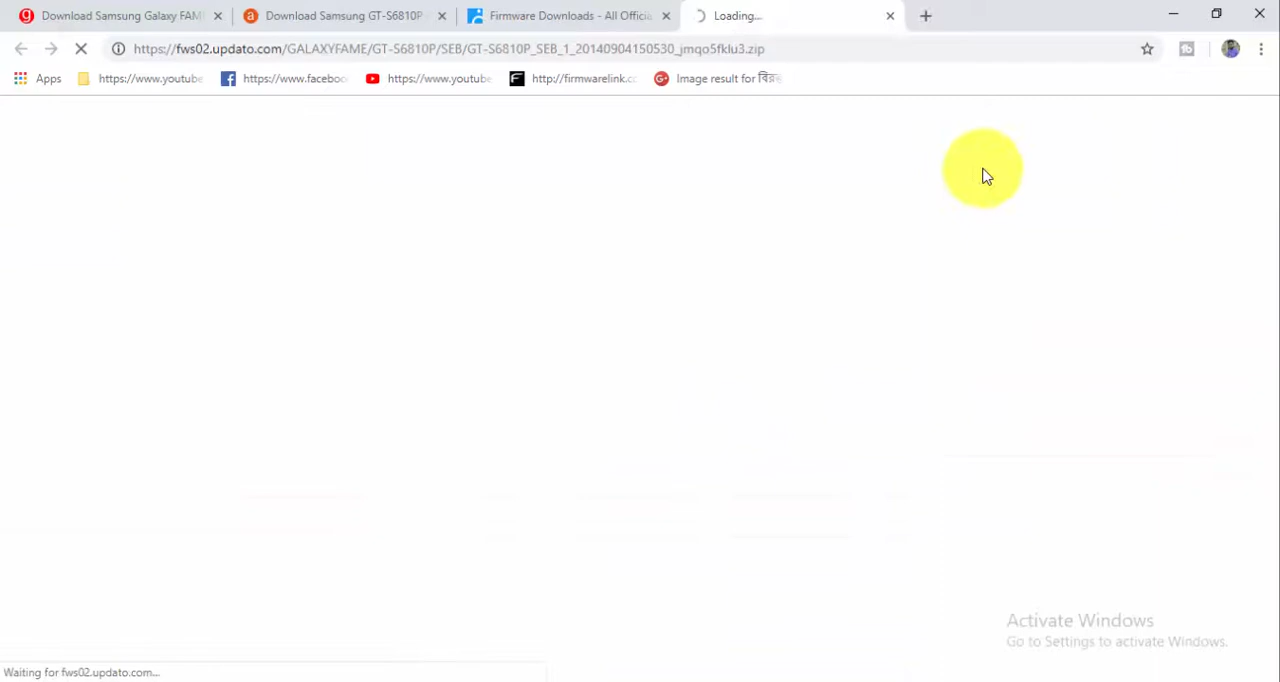 Download Samsung Galaxy FAM
Download Samsung GT-S6810P
Firmware Downloads - All Officia
Loading...
https://fws02.updato.com/GALAXYFAME/GT-S6810P/SEB/GT-S6810P_SEB_1_20140904150530_jmqo5fklu3.zip
Apps
https://www.youtube
https://www.faceboo
https://www.youtube
http://firmwarelink.co
Image result for বির
Activate Windows
Go to Settings to activate Windows.
Waiting for fws02.updato.com...